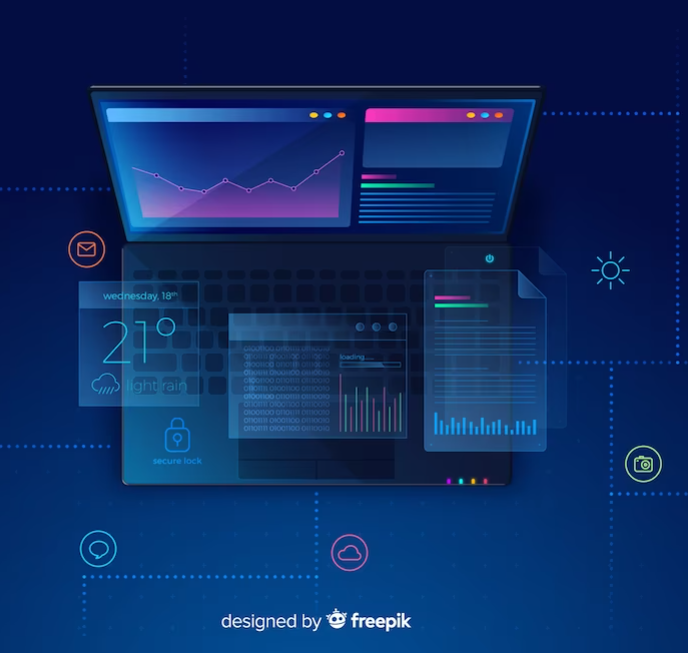 wednesday, 18th
21°
light rain
loading....
secure lock
designed by freepik